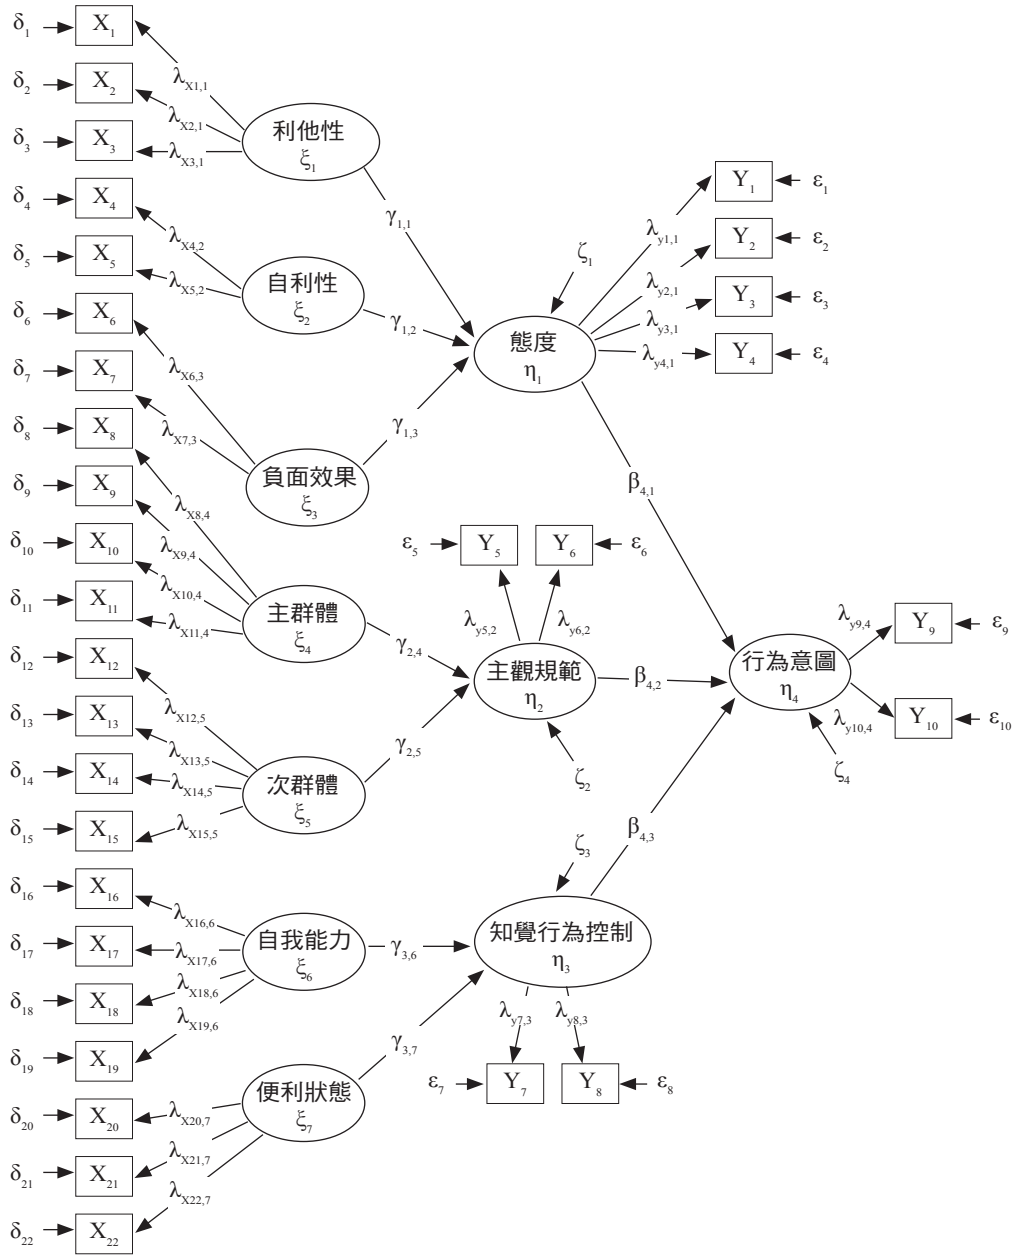 δ₁ X₁
λX1,1
δ₂ X₂
λX2,1
δ₃ X₃
λX3,1
利他性
ξ₁
δ₄ X₄
λX4,2
δ₅ X₅
λX5,2
自利性
ξ₂
δ₆ X₆
λX6,3
δ₇ X₇
λX7,3
負面效果
ξ₃
δ₈ X₈
λX8,4
δ₉ X₉
λX9,4
δ₁₀ X₁₀
λX10,4
δ₁₁ X₁₁
λX11,4
主群體
ξ₄
δ₁₂ X₁₂
λX12,5
δ₁₃ X₁₃
λX13,5
δ₁₄ X₁₄
λX14,5
δ₁₅ X₁₅
λX15,5
次群體
ξ₅
δ₁₆ X₁₆
λX16,6
δ₁₇ X₁₇
λX17,6
δ₁₈ X₁₈
λX18,6
δ₁₉ X₁₉
λX19,6
自我能力
ξ₆
δ₂₀ X₂₀
λX20,7
δ₂₁ X₂₁
λX21,7
δ₂₂ X₂₂
λX22,7
便利狀態
ξ₇
γ1,1
γ1,2
γ1,3
γ2,4
γ2,5
γ3,6
γ3,7
ζ₁
態度
η₁
λy1,1
Y₁ ε₁
λy2,1
Y₂ ε₂
λy3,1
Y₃ ε₃
λy4,1
Y₄ ε₄
β4,1
ε₅ Y₅
Y₆ ε₆
λy5,2
λy6,2
主觀規範
η₂
ζ₂
β4,2
ζ₃
知覺行為控制
η₃
λy7,3
λy8,3
ε₇ Y₇
Y₈ ε₈
β4,3
行為意圖
η₄
ζ₄
λy9,4
Y₉ ε₉
λy10,4
Y₁₀ ε₁₀